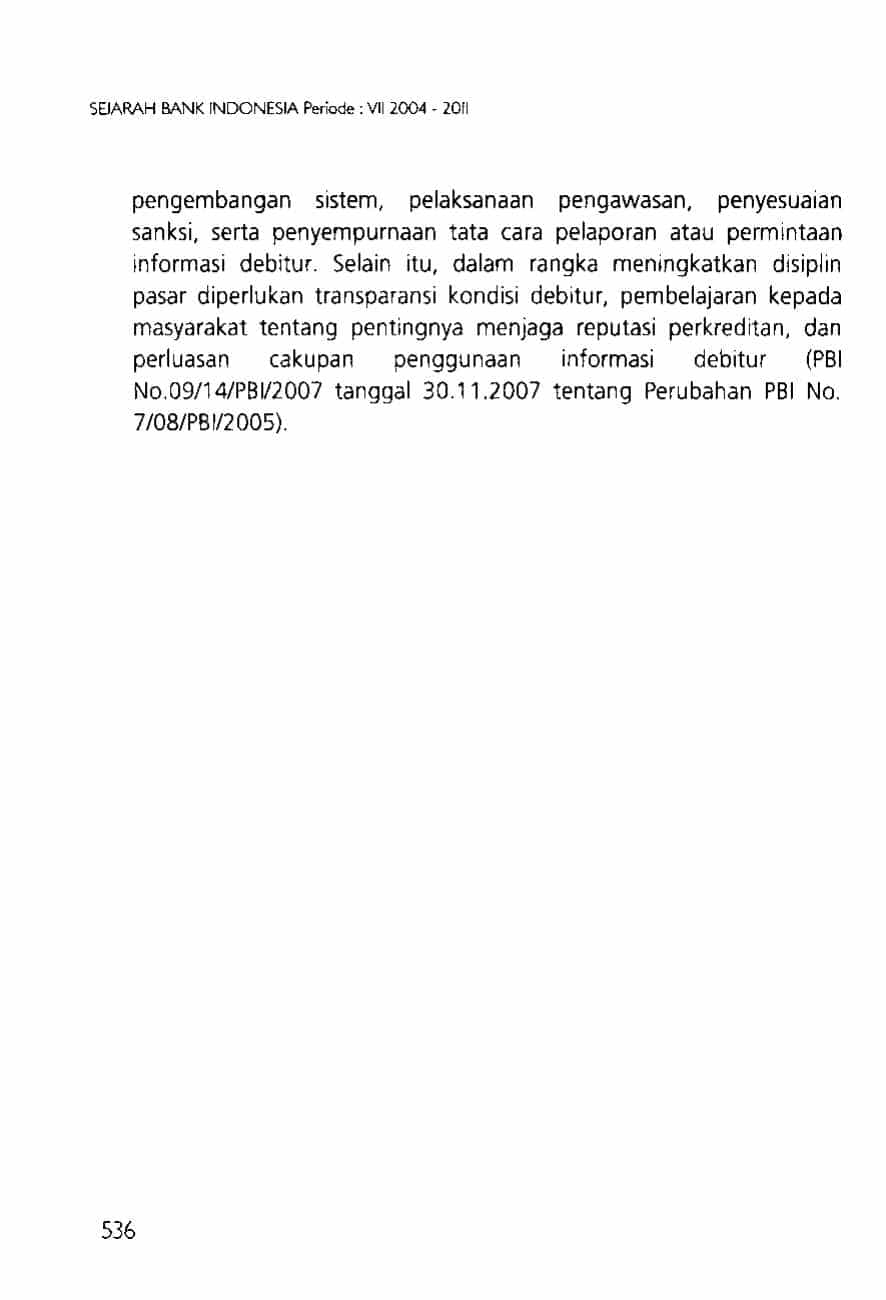 SEJARAH BANK INDONESIA Periode : VII 2004 - 2011
pengembangan sistem, pelaksanaan pengawasan, penyesuaian
sanksi, serta penyempurnaan tata cara pelaporan atau permintaan
informasi debitur. Selain itu, dalam rangka meningkatkan disiplin
pasar diperlukan transparansi kondisi debitur, pembelajaran kepada
masyarakat tentang pentingnya menjaga reputasi perkreditan, dan
perluasan cakupan penggunaan informasi debitur (PBI
No.09/14/PBI/2007 tanggal 30.11.2007 tentang Perubahan PBI No.
7/08/PBI/2005).
536